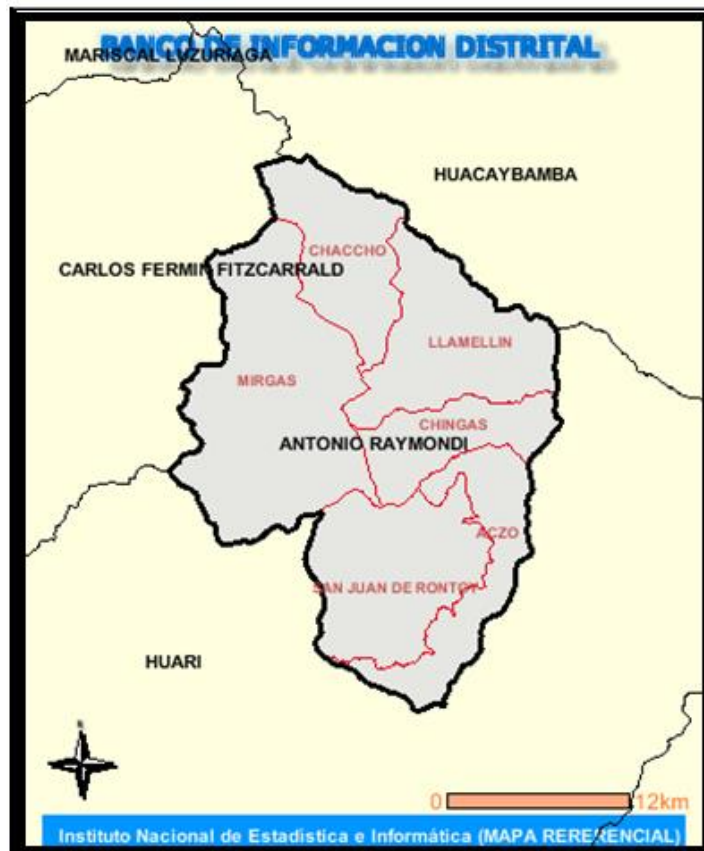 BANCO DE INFORMACION DISTRITAL
MARISCAL LUZURIAGA
HUACAYBAMBA
CHACCHO
CARLOS FERMIN FITZCARRALD
LLAMELLIN
MIRGAS
CHINGAS
ANTONIO RAYMONDI
ACZO
SAN JUAN DE RONTOY
HUARI
N
0 12km
Instituto Nacional de Estadística e Informática (MAPA RERERENCIAL)